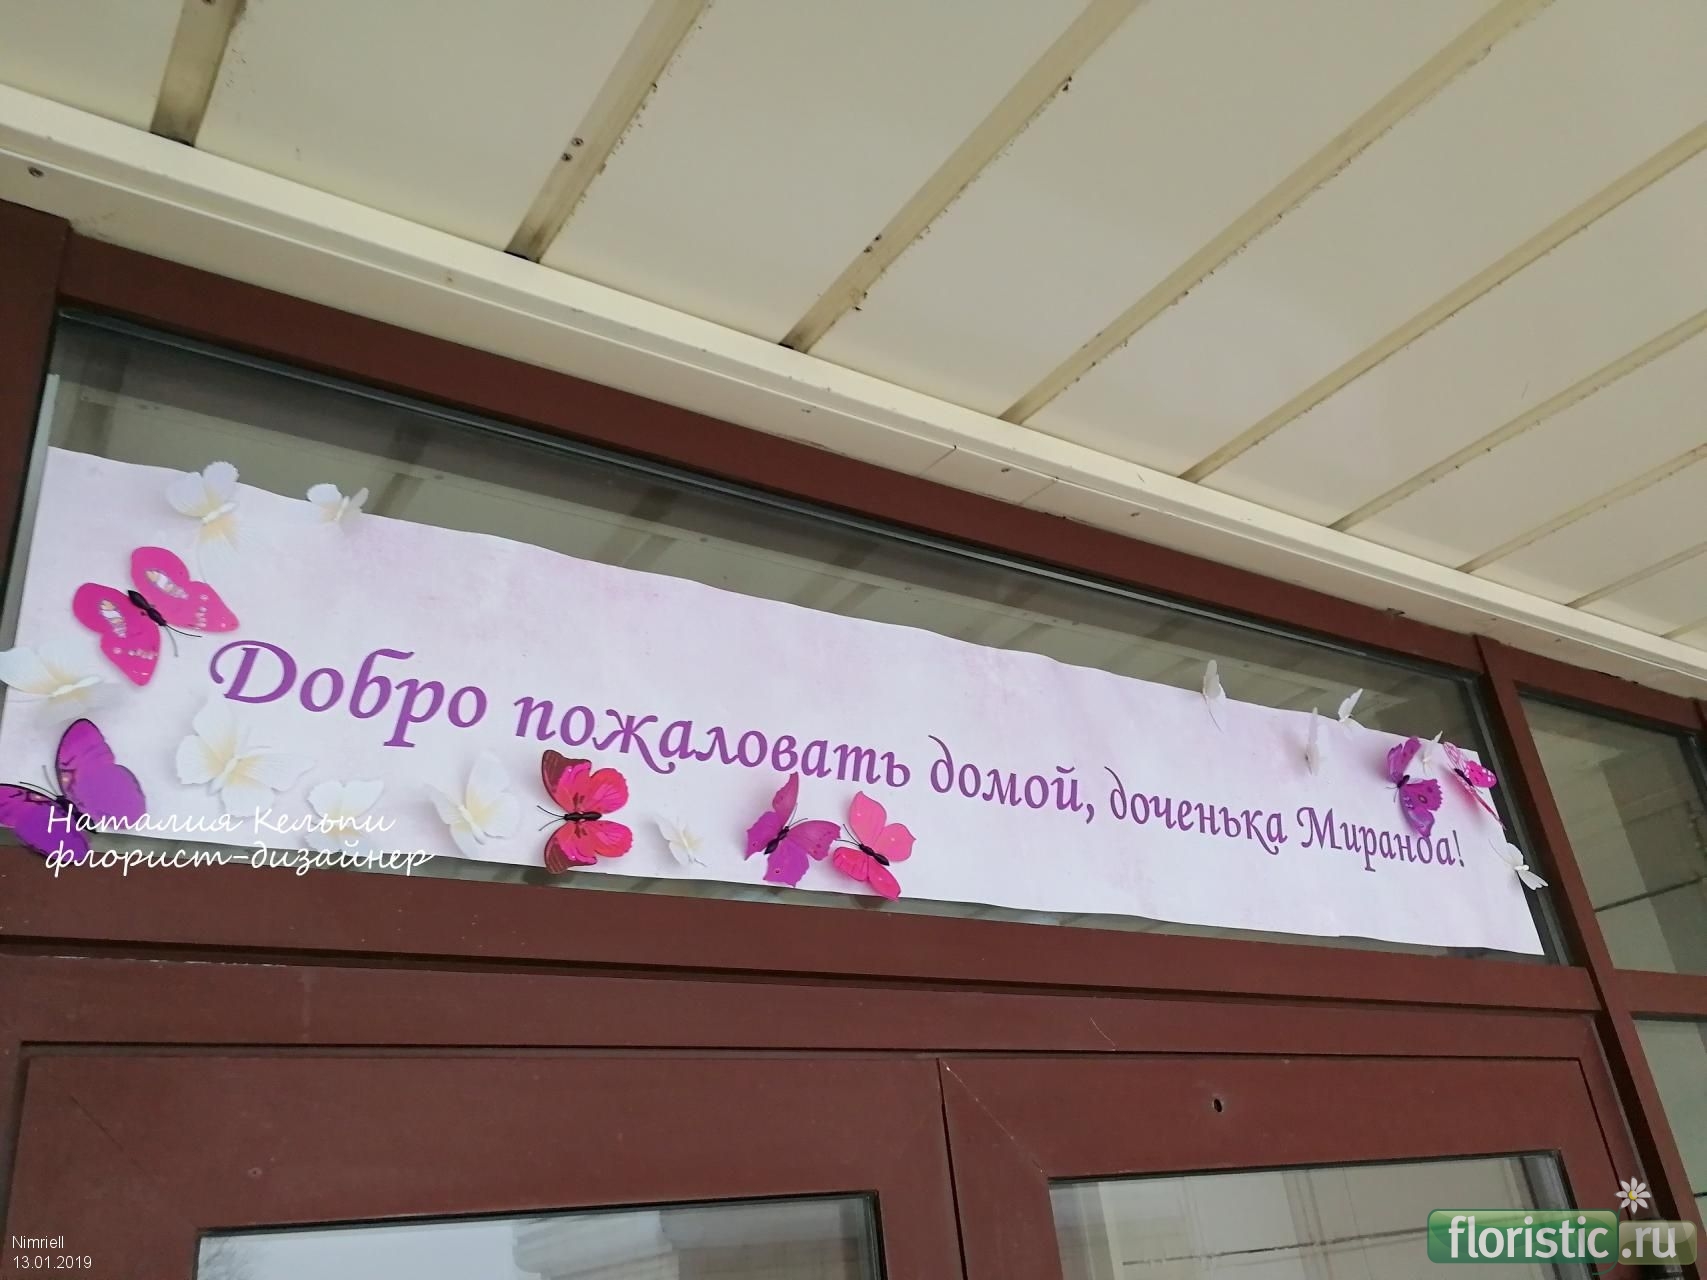 Добро пожаловать домой, доченька Миранда!
Наталия Кельпи
флорист-дизайнер
Nimriell
13.01.2019
floristic.ru